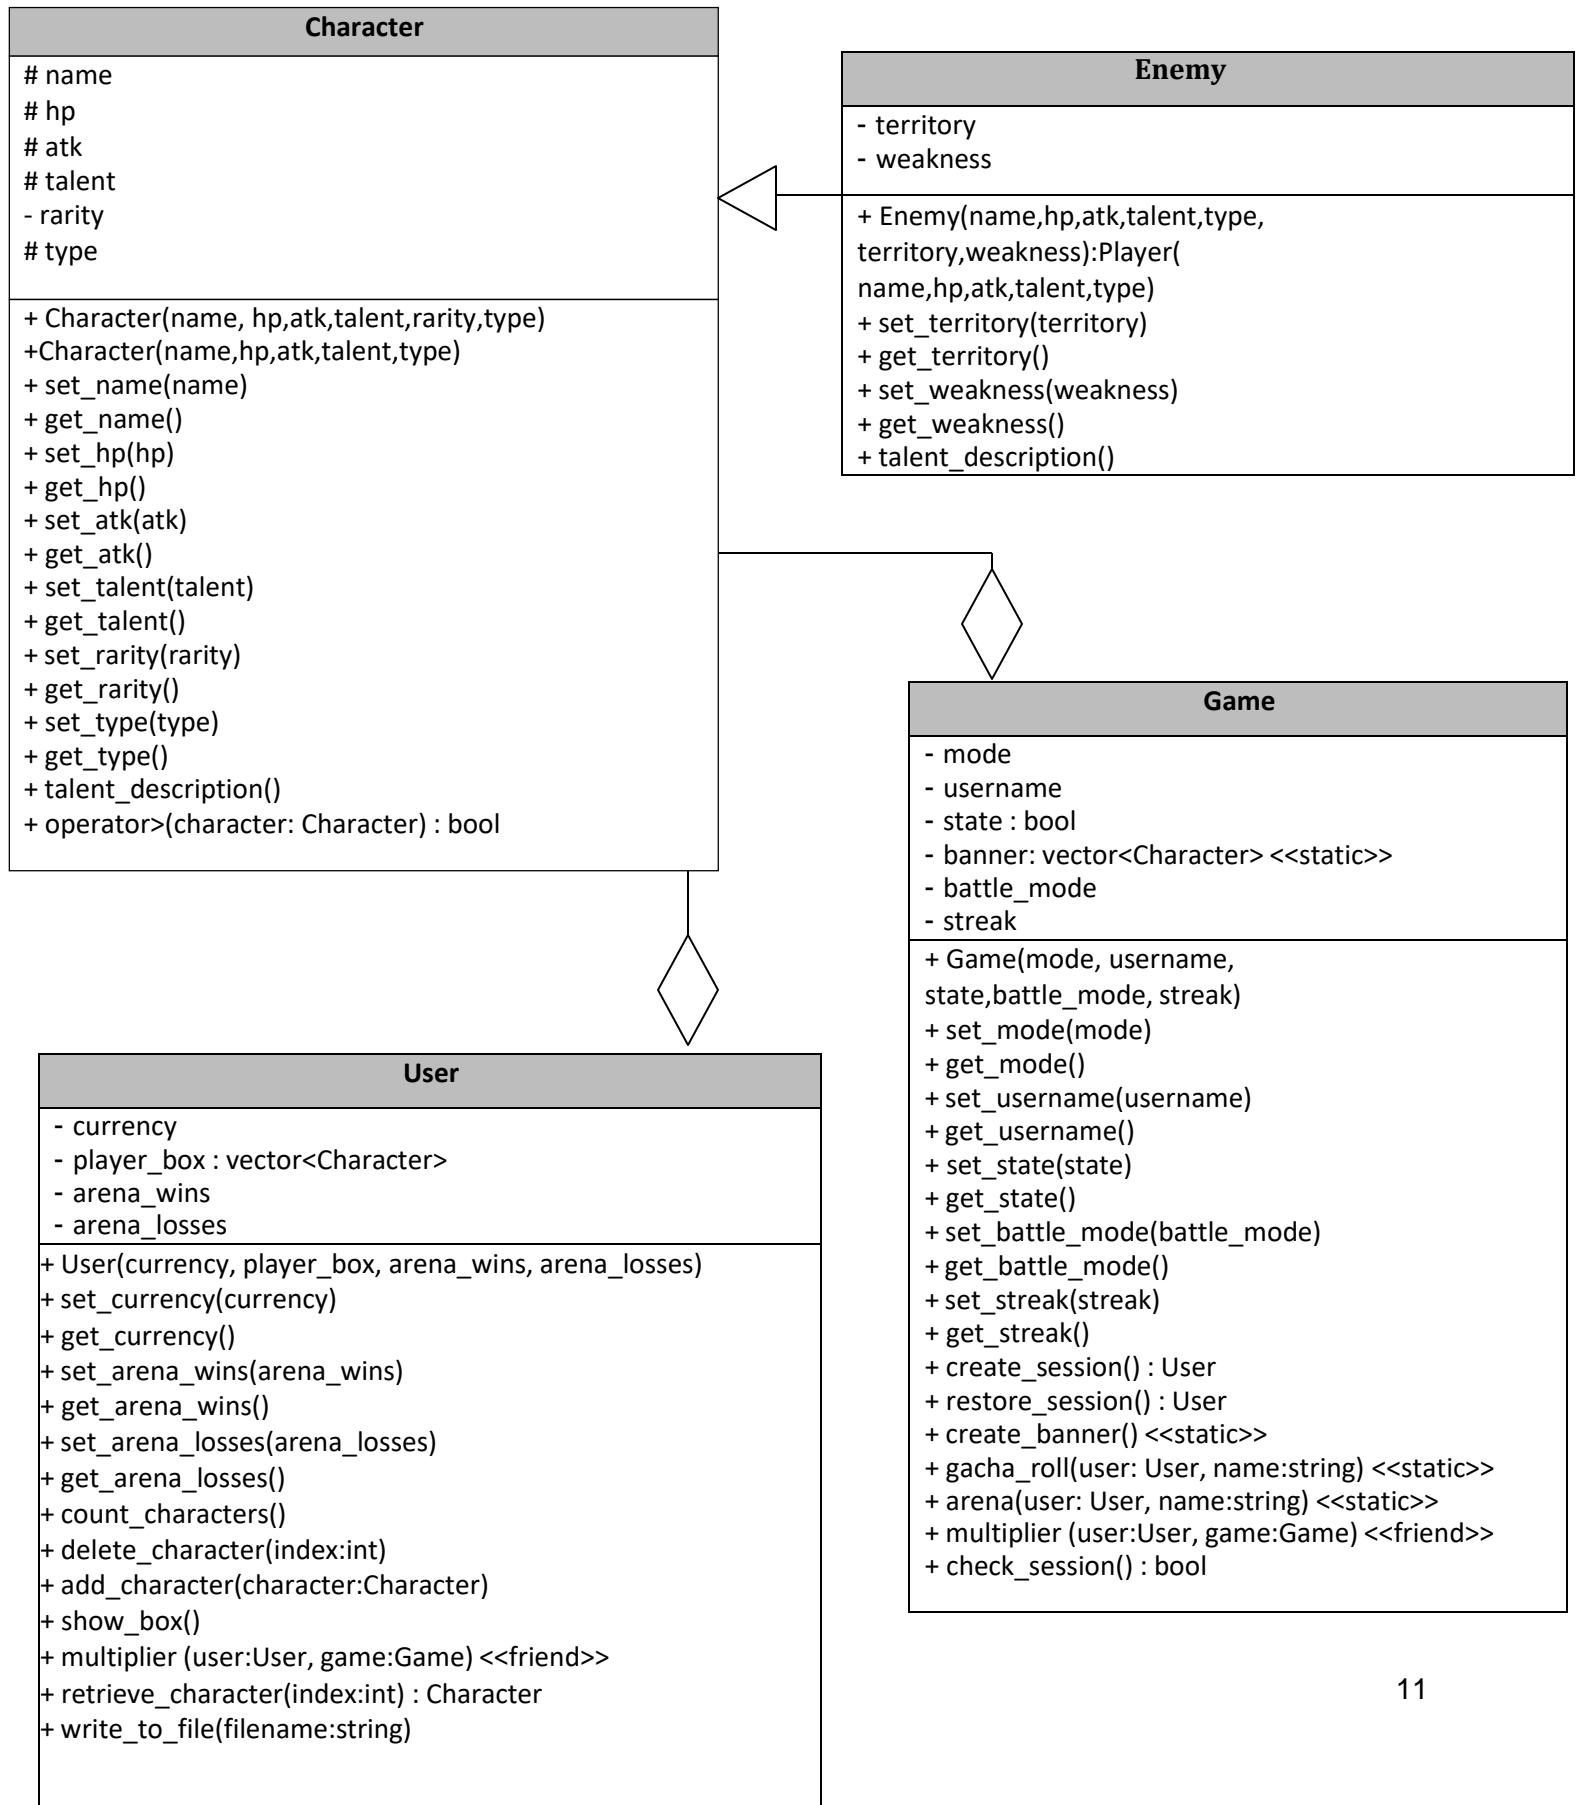 Character
# name
# hp
# atk
# talent
- rarity
# type
+ Character(name, hp,atk,talent,rarity,type)
+Character(name,hp,atk,talent,type)
+ set_name(name)
+ get_name()
+ set_hp(hp)
+ get_hp()
+ set_atk(atk)
+ get_atk()
+ set_talent(talent)
+ get_talent()
+ set_rarity(rarity)
+ get_rarity()
+ set_type(type)
+ get_type()
+ talent_description()
+ operator>(character: Character) : bool
Enemy
- territory
- weakness
+ Enemy(name,hp,atk,talent,type,
territory,weakness):Player(
name,hp,atk,talent,type)
+ set_territory(territory)
+ get_territory()
+ set_weakness(weakness)
+ get_weakness()
+ talent_description()
Game
- mode
- username
- state : bool
- banner: vector<Character> <<static>>
- battle_mode
- streak
+ Game(mode, username,
state,battle_mode, streak)
+ set_mode(mode)
+ get_mode()
+ set_username(username)
+ get_username()
+ set_state(state)
+ get_state()
+ set_battle_mode(battle_mode)
+ get_battle_mode()
+ set_streak(streak)
+ get_streak()
+ create_session() : User
+ restore_session() : User
+ create_banner() <<static>>
+ gacha_roll(user: User, name:string) <<static>>
+ arena(user: User, name:string) <<static>>
+ multiplier (user:User, game:Game) <<friend>>
+ check_session() : bool
User
- currency
- player_box : vector<Character>
- arena_wins
- arena_losses
+ User(currency, player_box, arena_wins, arena_losses)
+ set_currency(currency)
+ get_currency()
+ set_arena_wins(arena_wins)
+ get_arena_wins()
+ set_arena_losses(arena_losses)
+ get_arena_losses()
+ count_characters()
+ delete_character(index:int)
+ add_character(character:Character)
+ show_box()
+ multiplier (user:User, game:Game) <<friend>>
+ retrieve_character(index:int) : Character
+ write_to_file(filename:string)
11